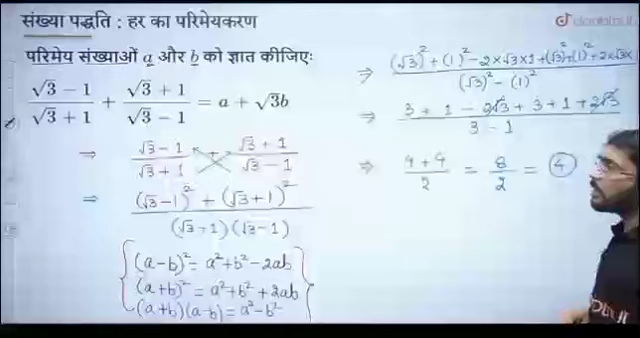 संख्या पद्धति : हर का परिमेयकरण
परिमेय संख्याओं a और b को ज्ञात कीजिएः
(√3 − 1)/(√3 + 1) + (√3 + 1)/(√3 − 1) = a + √3b
⇒ (√3 − 1)/(√3 + 1) + (√3 + 1)/(√3 − 1)
⇒ ((√3−1)² + (√3+1)²)/((√3+1)(√3−1))
(a−b)² = a²+b²−2ab
(a+b)² = a²+b²+2ab
(a+b)(a−b) = a²−b²
⇒ ((√3)² + (1)² − 2×√3×1 + (√3)² + (1)² + 2×√3×)/((√3)² − (1)²)
⇒ (3 + 1 − 2√3 + 3 + 1 + 2√3)/(3 − 1)
⇒ (4 + 4)/2 = 8/2 = 4